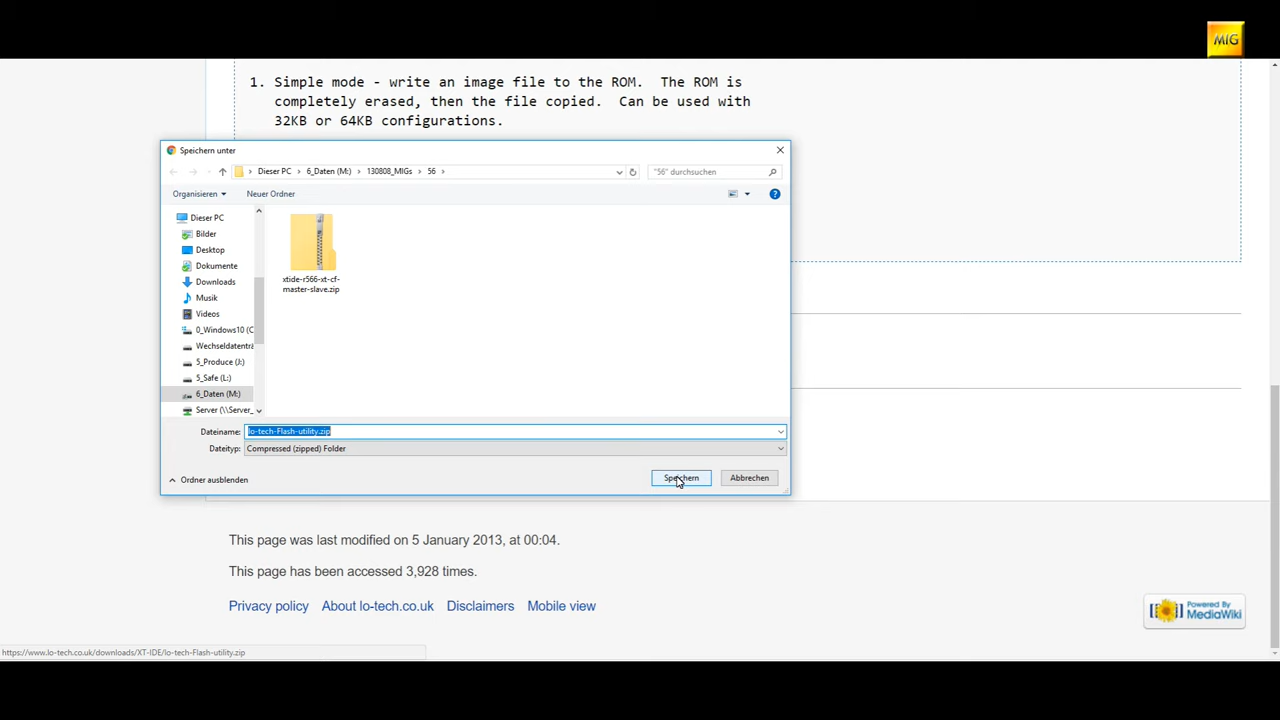 MIG
1. Simple mode - write an image file to the ROM. The ROM is
completely erased, then the file copied. Can be used with
32KB or 64KB configurations.
Speichern unter
Dieser PC > 6_Daten (M:) > 130808_MIGs > 56 >
"56" durchsuchen
Organisieren
Neuer Ordner
Dieser PC
Bilder
Desktop
Dokumente
Downloads
Musik
Videos
0_Windows10 (C
Wechseldatentra
5_Produce (J:)
5_Safe (L:)
6_Daten (M:)
Server (\\Server_
xtide-r566-xt-cf-
master-slave.zip
Dateiname: lo-tech-Flash-utility.zip
Dateityp: Compressed (zipped) Folder
Ordner ausblenden
Speichern
Abbrechen
This page was last modified on 5 January 2013, at 00:04.
This page has been accessed 3,928 times.
Privacy policy About lo-tech.co.uk Disclaimers Mobile view
Powered By
MediaWiki
https://www.lo-tech.co.uk/downloads/XT-IDE/lo-tech-Flash-utility.zip